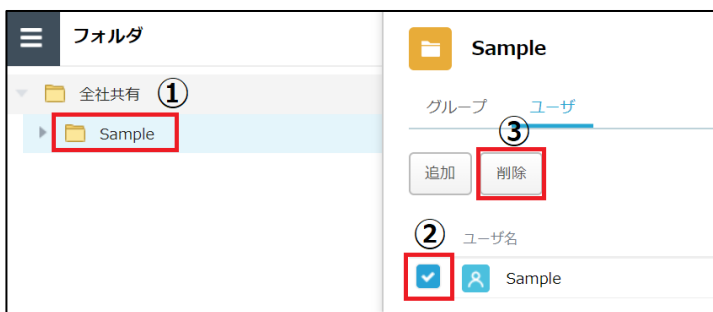 フォルダ
全社共有 ①
Sample
Sample
グループ ユーザ
③
追加 削除
② ユーザ名
Sample